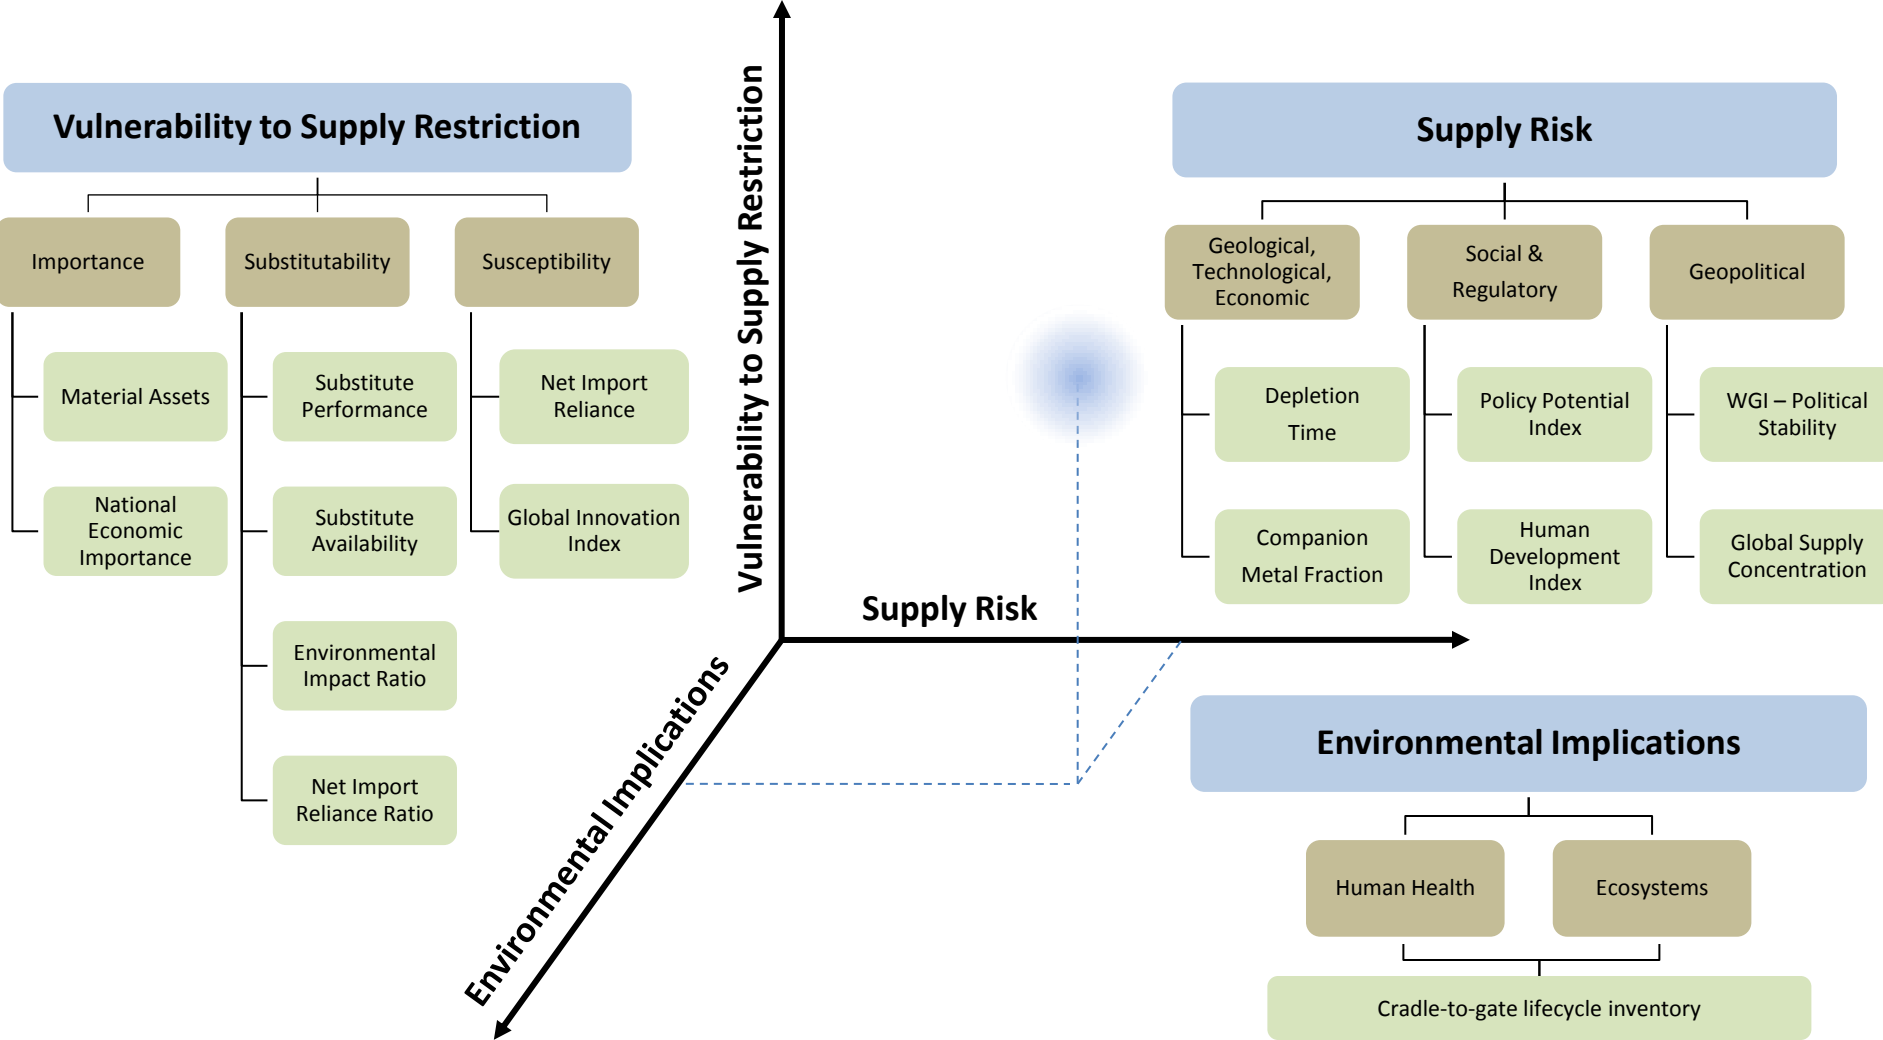 Vulnerability to Supply Restriction
Importance
Substitutability
Susceptibility
Material Assets
National
Economic
Importance
Substitute
Performance
Substitute
Availability
Environmental
Impact Ratio
Net Import
Reliance Ratio
Net Import
Reliance
Global Innovation
Index
Vulnerability to Supply Restriction
Supply Risk
Environmental Implications
Supply Risk
Geological,
Technological,
Economic
Social &
Regulatory
Geopolitical
Depletion
Time
Companion
Metal Fraction
Policy Potential
Index
Human
Development
Index
WGI – Political
Stability
Global Supply
Concentration
Environmental Implications
Human Health
Ecosystems
Cradle-to-gate lifecycle inventory